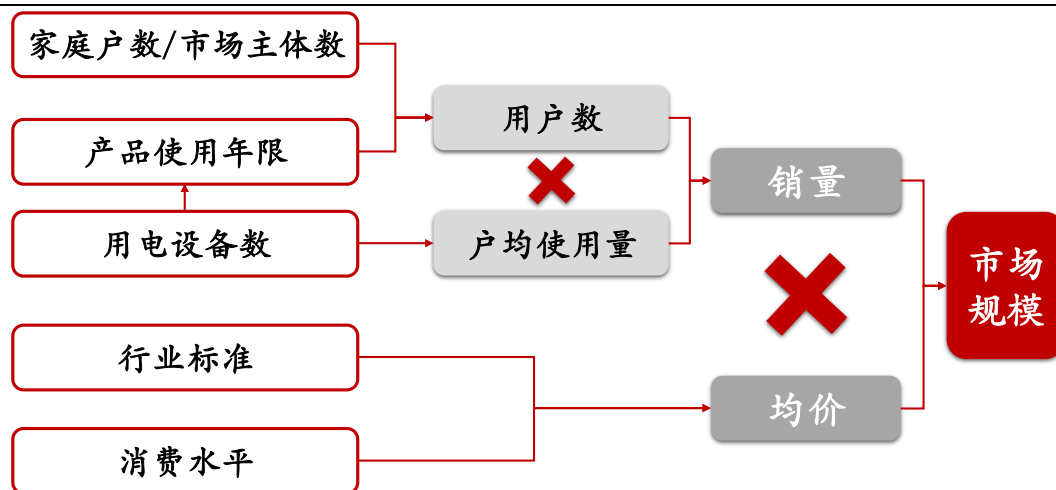 家庭户数/市场主体数
产品使用年限
用电设备数
行业标准
消费水平
用户数
户均使用量
销量
均价
市场
规模